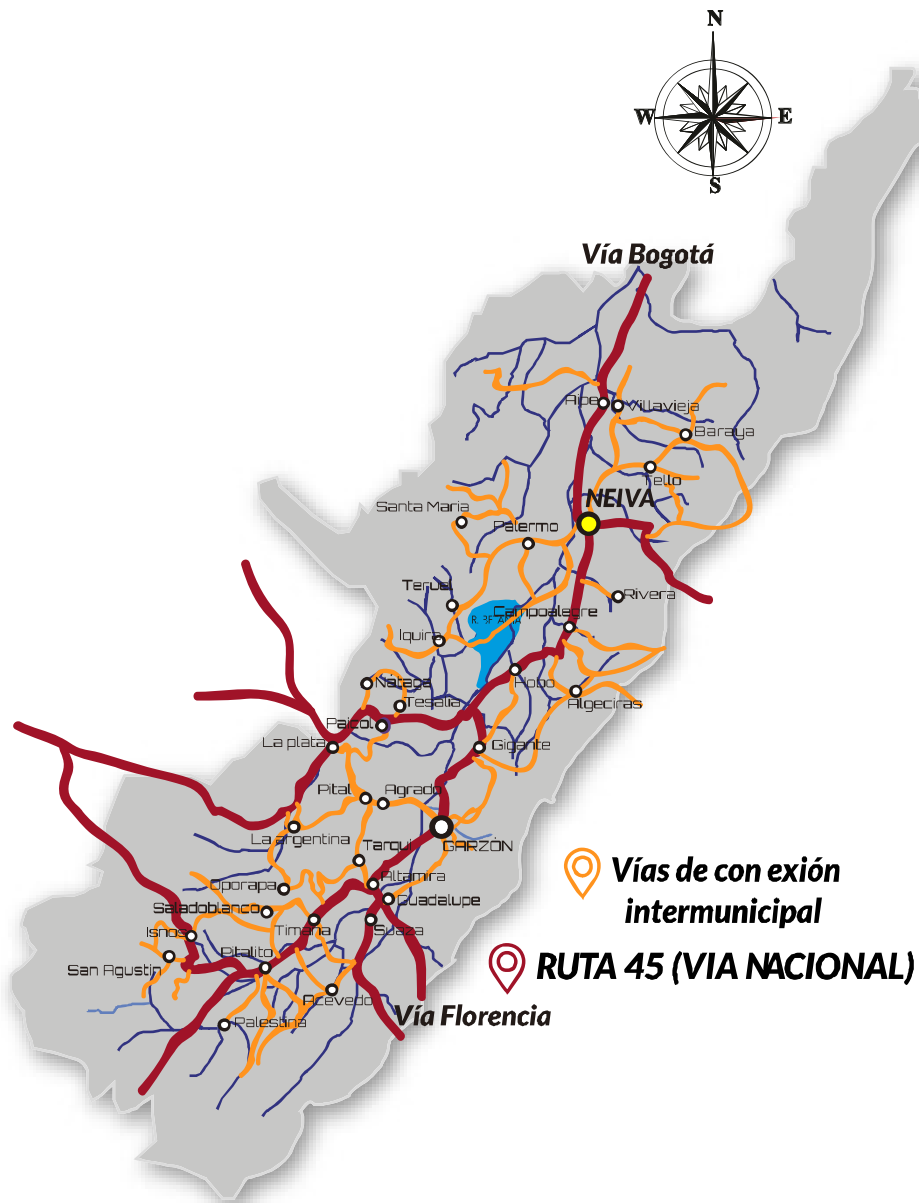 N
W
E
S
Vía Bogotá
Aipe
Villavieja
Baraya
Tello
NEIVA
Santa Maria
Palermo
Teruel
Rivera
Campoalegre
Iquira
Nátaga
Hobo
Tesalia
Algeciras
Paicol
La plata
Gigante
Pital
Agrado
La argentina
GARZÓN
Tarqui
Altamira
Oporapa
Guadalupe
Saladoblanco
Timaná
Suaza
Isnos
Pitalito
San Agustin
Acevedo
Palestina
Vía Florencia
Vías de con exión
intermunicipal
RUTA 45 (VIA NACIONAL)